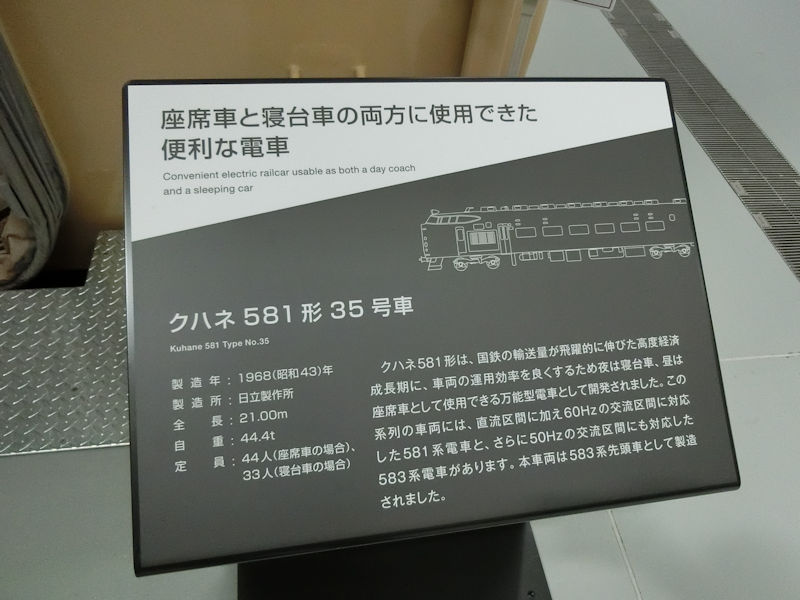 座席車と寝台車の両方に使用できた
便利な電車
Convenient electric railcar usable as both a day coach
and a sleeping car
クハネ 581 形 35 号車
Kuhane 581 Type No.35
製造年：1968（昭和43）年
製造所：日立製作所
全長：21.00m
自重：44.4t
定員：44人（座席車の場合）、
33人（寝台車の場合）
クハネ581形は、国鉄の輸送量が飛躍的に伸びた高度経済
成長期に、車両の運用効率を良くするため夜は寝台車、昼は
座席車として使用できる万能型電車として開発されました。この
系列の車両には、直流区間に加え60Hzの交流区間に対応
した581系電車と、さらに50Hzの交流区間にも対応した
583系電車があります。本車両は583系先頭車として製造
されました。